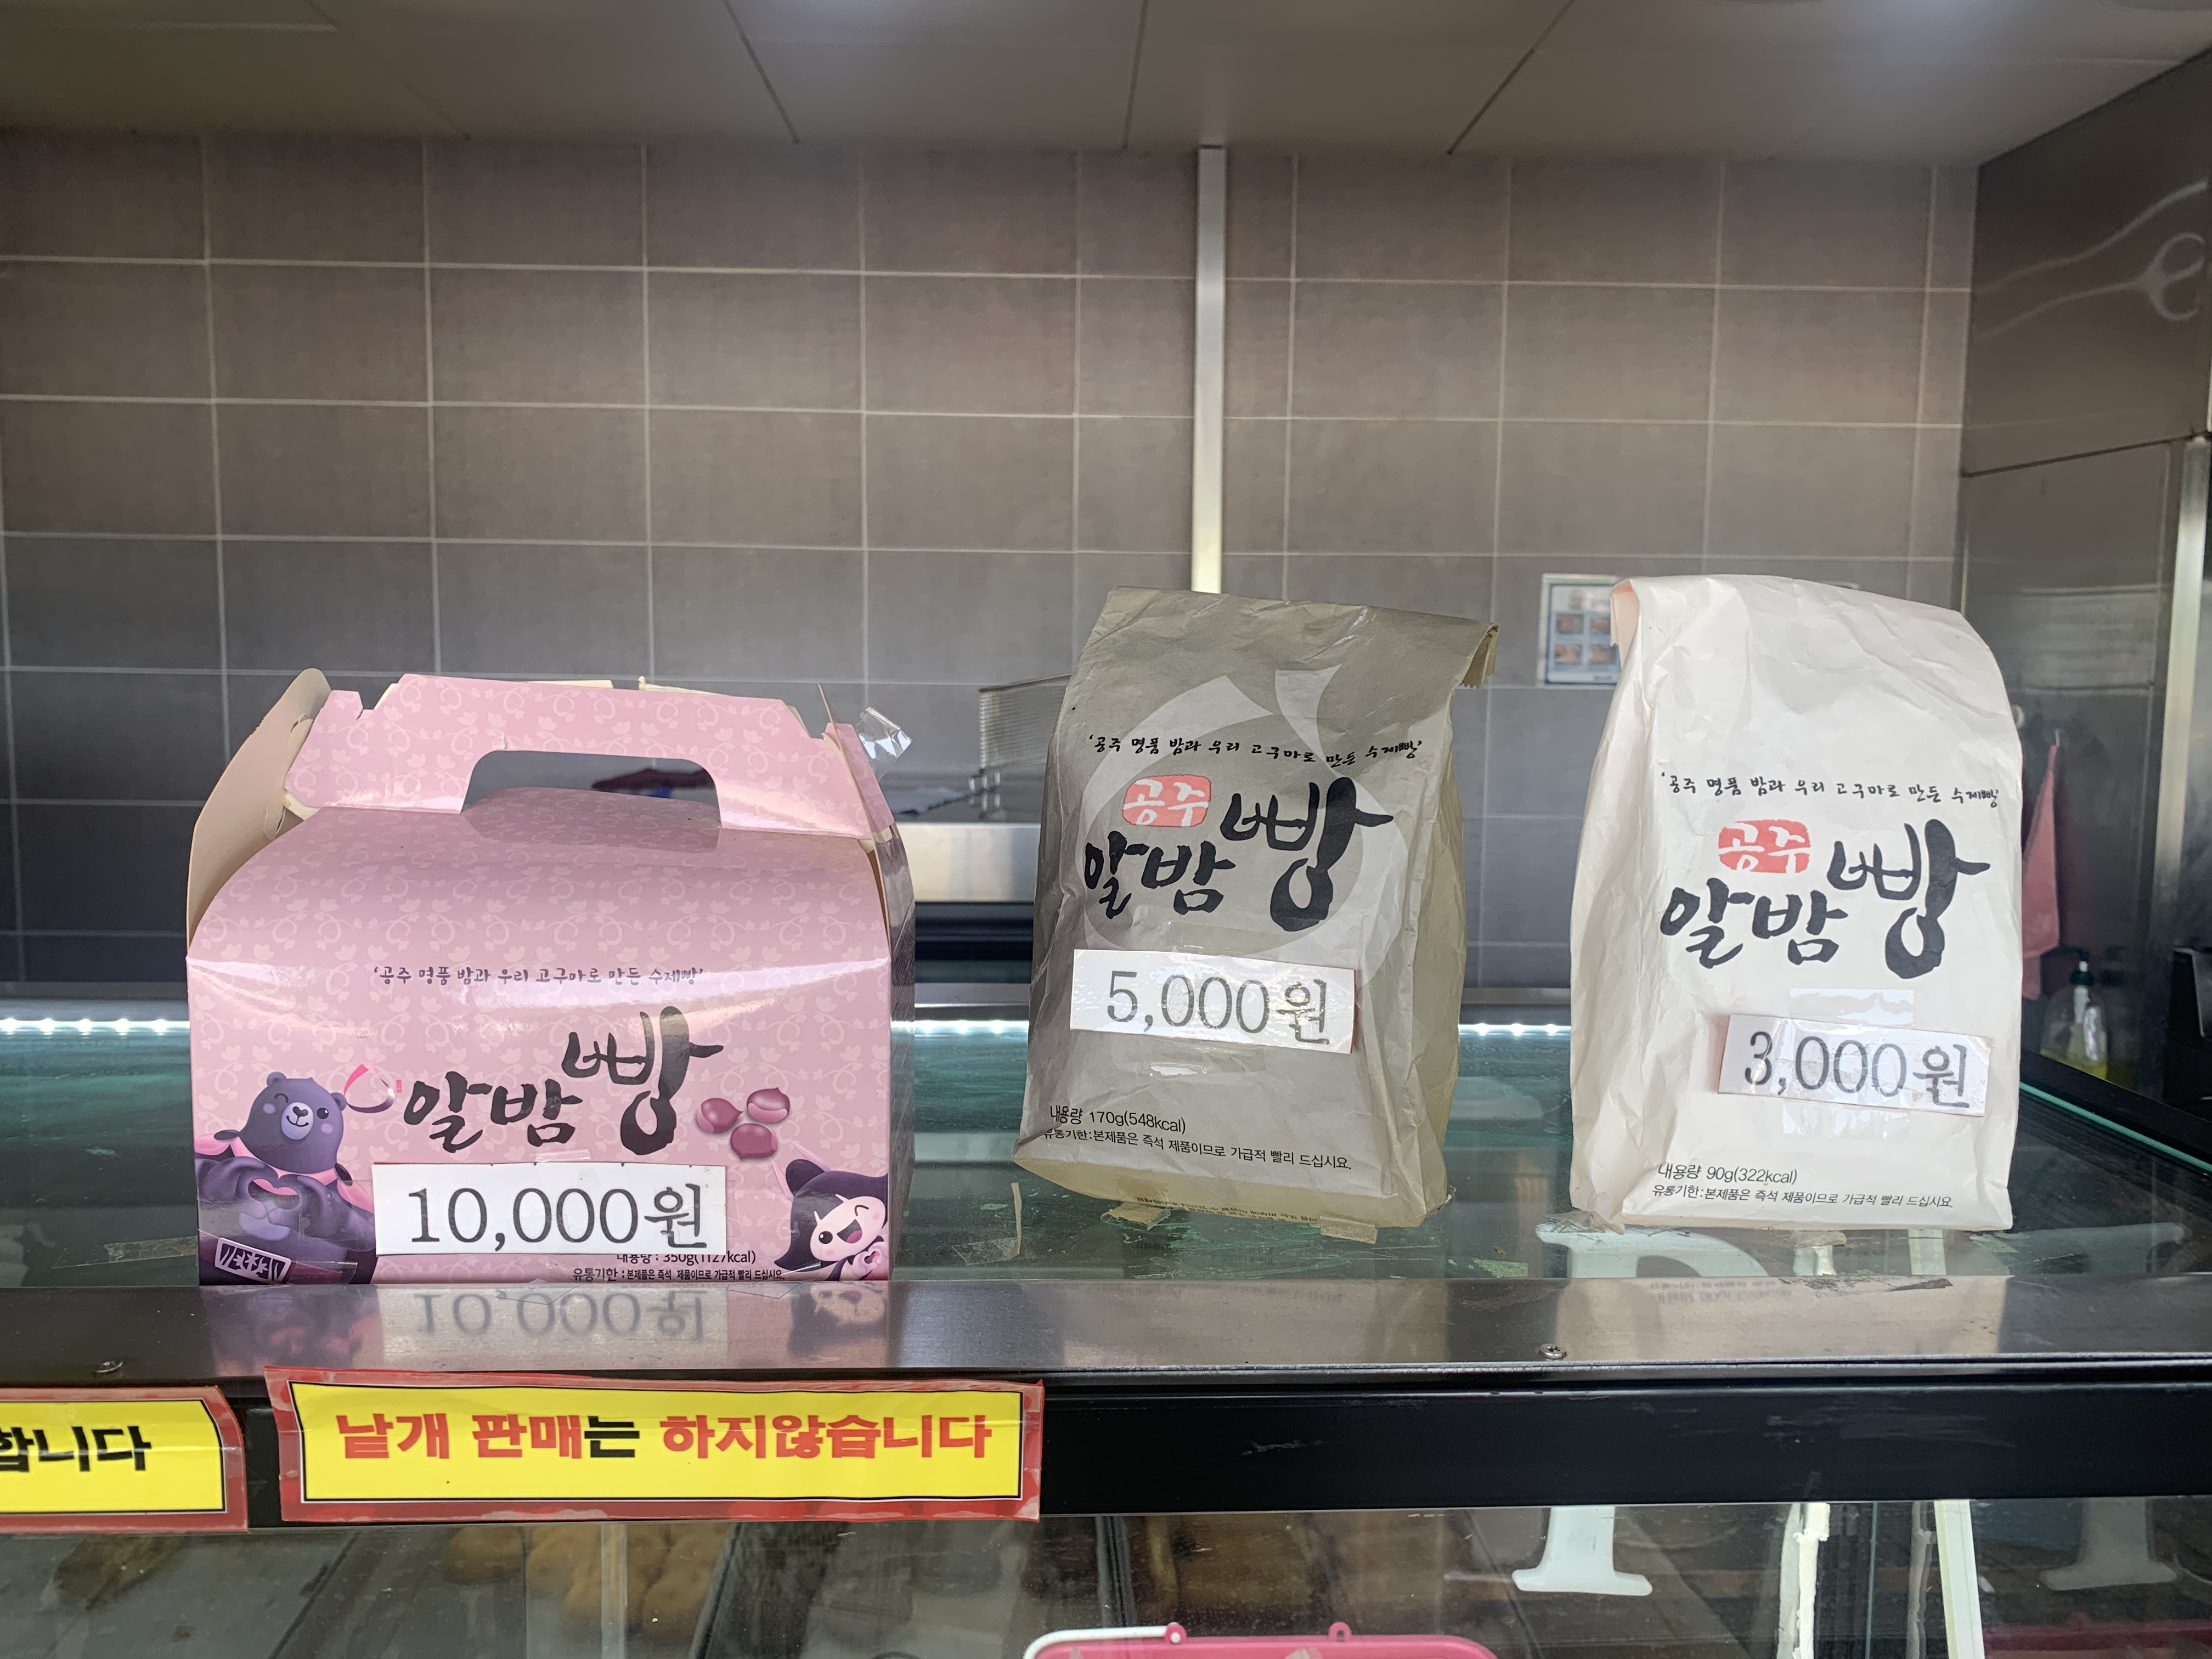 '공주 명품 밤과 우리 고구마로 만든 수제빵'
알밤빵
10,000원
내용량 : 350g(1127kcal)
유통기한 : 본제품은 즉석 제품이므로 가급적 빨리 드십시요.
'공주 명품 밤과 우리 고구마로 만든 수제빵'
공주
알밤빵
5,000원
내용량 170g(548kcal)
유통기한:본제품은 즉석 제품이므로 가급적 빨리 드십시요.
'공주 명품 밤과 우리 고구마로 만든 수제빵'
공주
알밤빵
3,000원
내용량 90g(322kcal)
유통기한:본제품은 즉석 제품이므로 가급적 빨리 드십시요.
합니다
낱개 판매는 하지않습니다